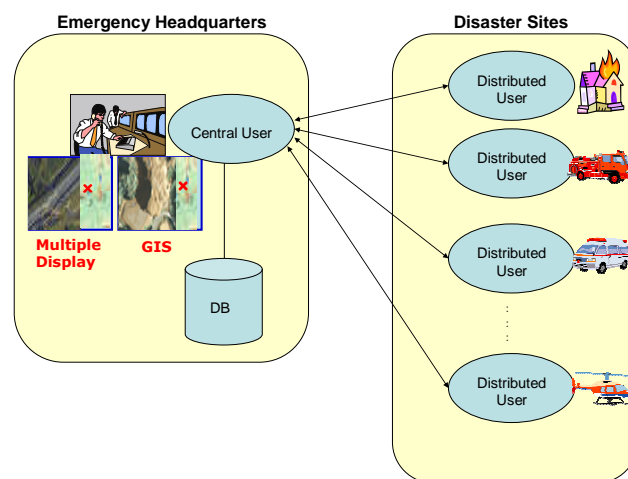 Emergency Headquarters
Central User
Multiple
Display
GIS
DB
Disaster Sites
Distributed
User
Distributed
User
Distributed
User
Distributed
User